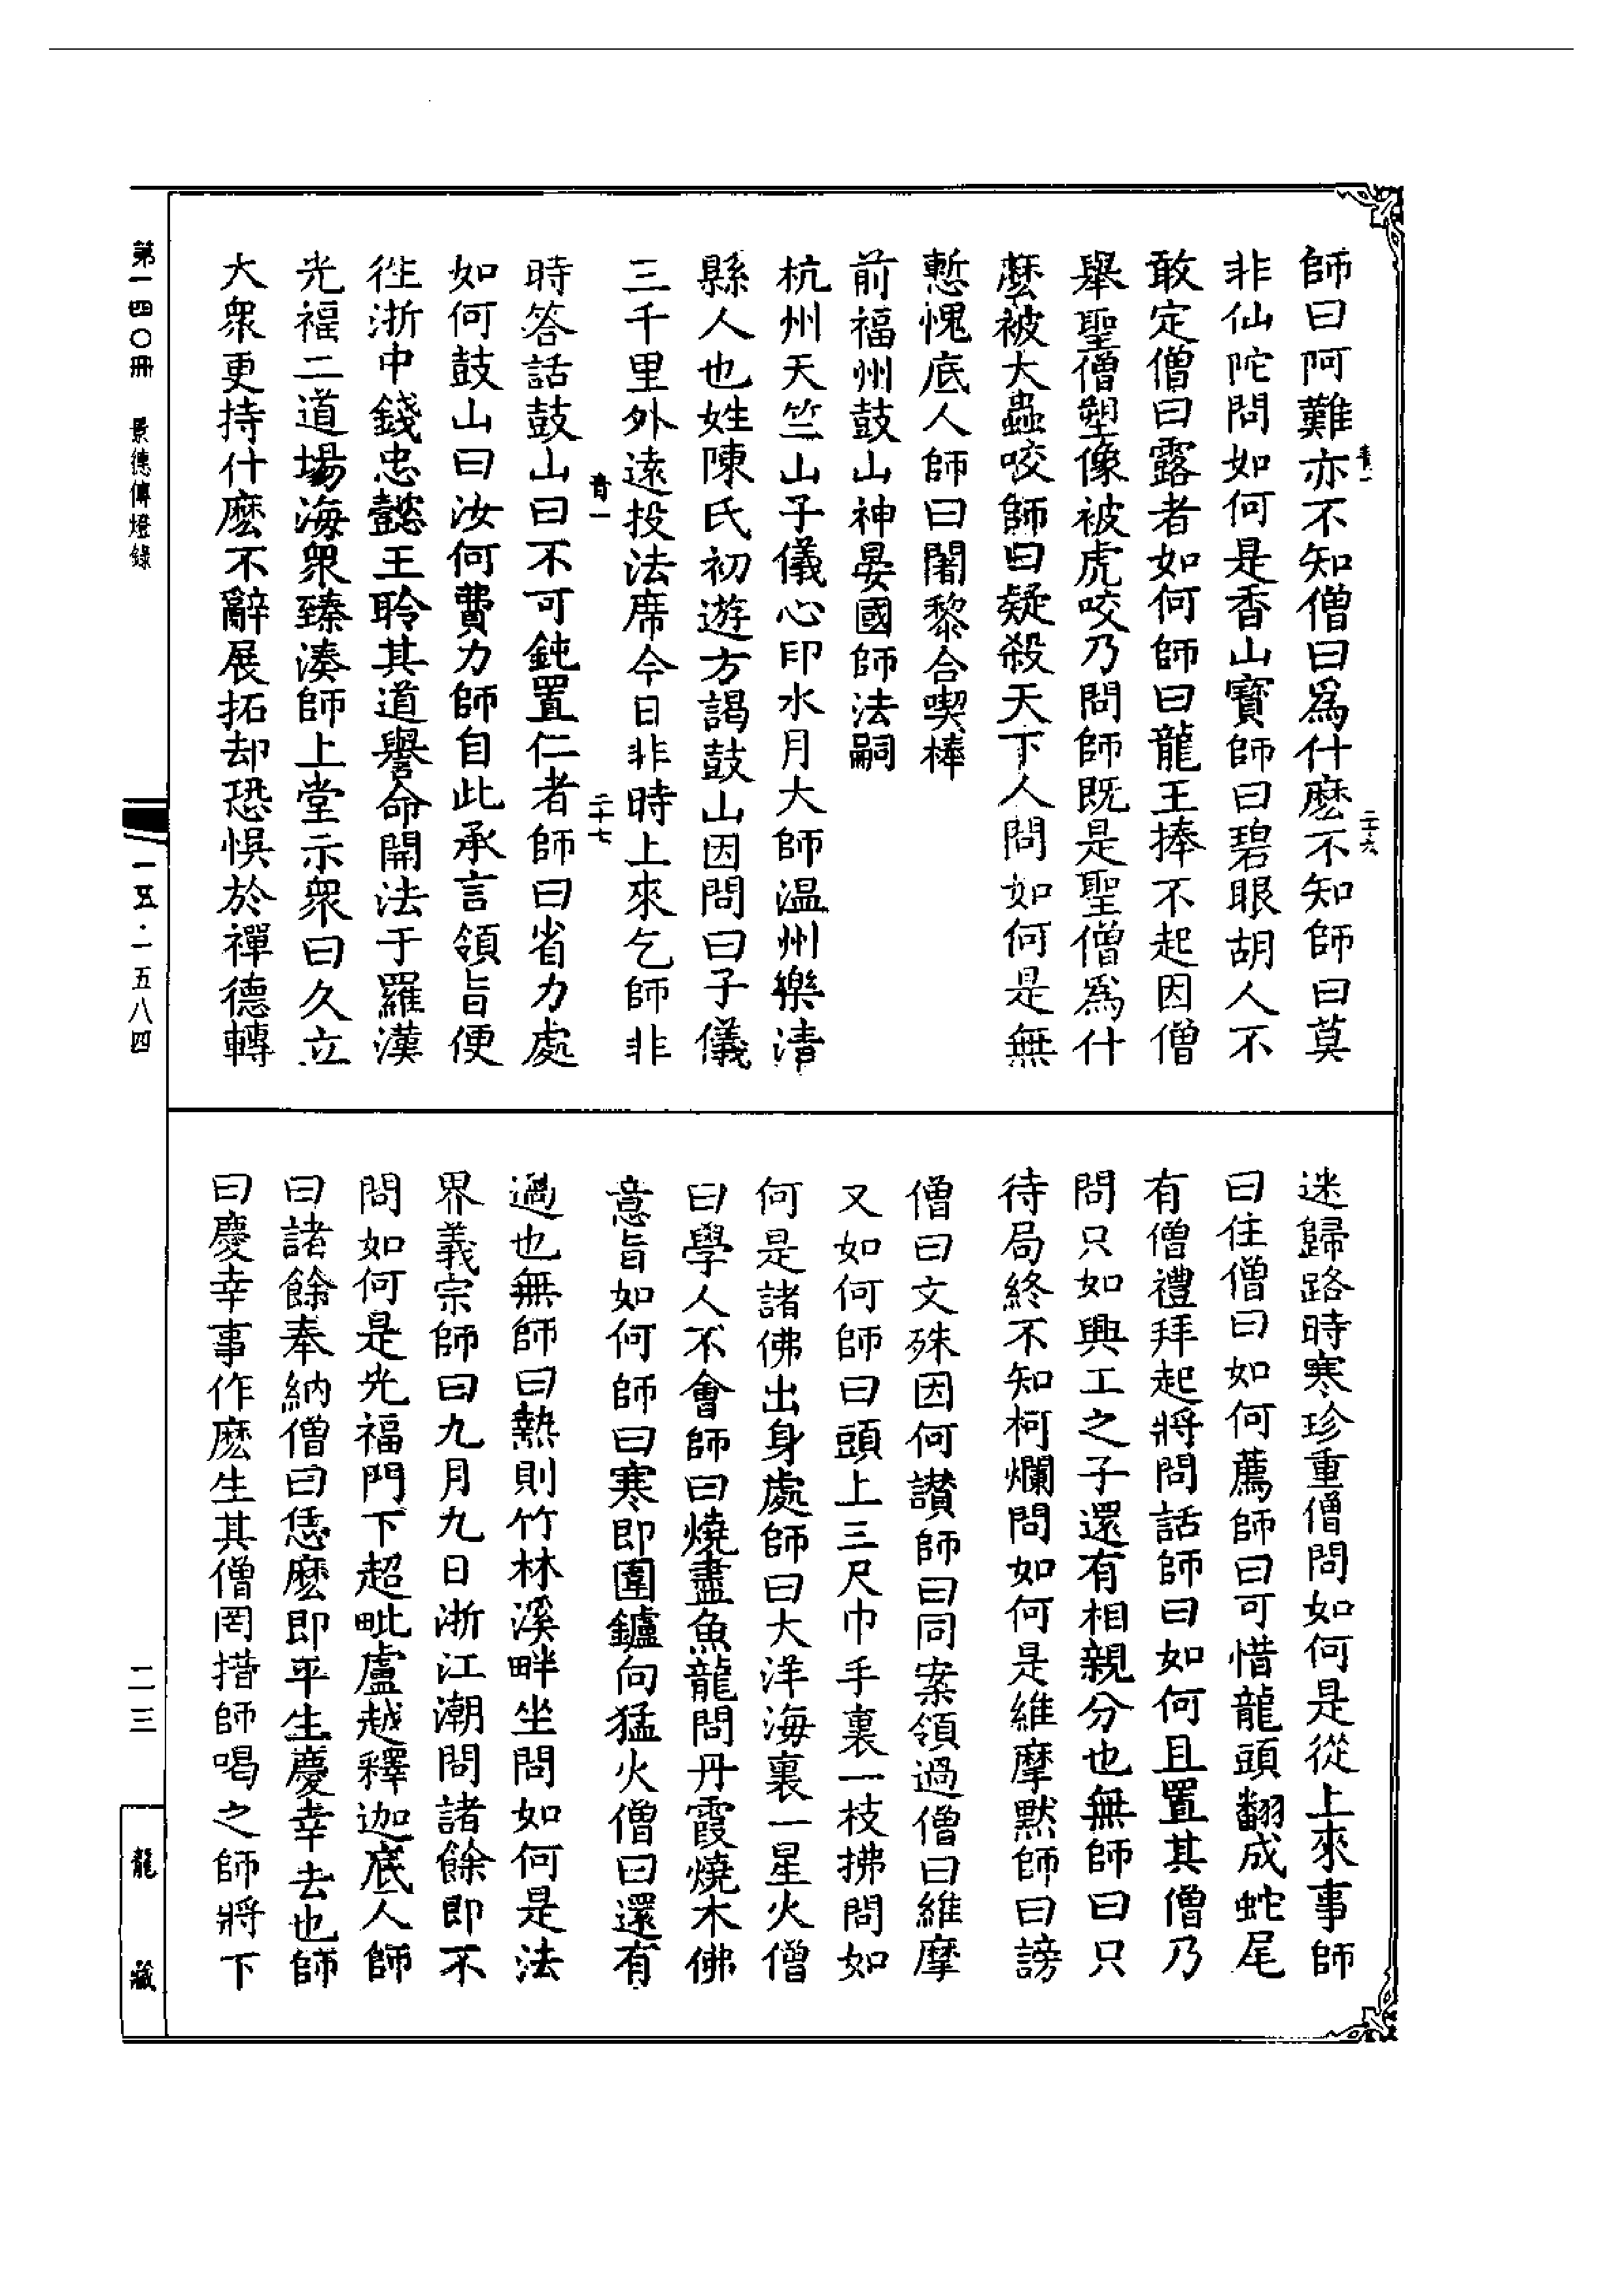 師曰阿難亦不知僧曰爲什麽不知師曰莫
非仙陀問如何是香山寳師曰碧眼胡人不
敢定僧曰露者如何師曰龍王捧不起因僧
舉聖僧塑像被虎咬乃問師既是聖僧爲什
麽被大蟲咬師曰疑殺天下人問如何是無
慙愧底人師曰闍黎合喫棒
前福州鼓山神晏國師法嗣
杭州天竺山子儀心印水月大師温州樂清
縣人也姓陳氏初遊方謁鼓山因問曰子儀
三千里外遠投法席今日非時上來乞師非
時答話鼓山曰不可鈍置仁者師曰省力處
如何鼓山曰汝何費力師自此承言領旨便
徃浙中錢忠懿王聆其道譽命開法于羅漢
光福二道場海衆臻湊師上堂示衆曰久立
大衆更持什麽不辭展拓却恐悞於禪德轉
迷歸路時寒珍重僧問如何是從上來事師
曰住僧曰如何薦師曰可惜龍頭翻成蛇尾
有僧禮拜起將問話師曰如何且置其僧乃
問只如興工之子還有相親分也無師曰只
待局終不知柯爛問如何是維摩默師曰謗
僧曰文殊因何讃師曰同案領過僧曰維摩
又如何師曰頭上三尺巾手裏一枝拂問如
何是諸佛出身處師曰大洋海裏一星火僧
曰學人不會師曰燒盡魚龍問丹霞燒木佛
意旨如何師曰寒即圍鑪向猛火僧曰還有
過也無師曰熱則竹林溪畔坐問如何是法
界義宗師曰九月九日浙江潮問諸餘即不
問如何是光福門下超毗盧越釋迦底人師
曰諸餘奉納僧曰恁麽即平生慶幸去也師
曰慶幸事作麽生其僧罔措師喝之師將下
青一
二十六
青一
二十七
第一四〇冊
景德傳燈錄
一五·一五八四
二三
龍藏